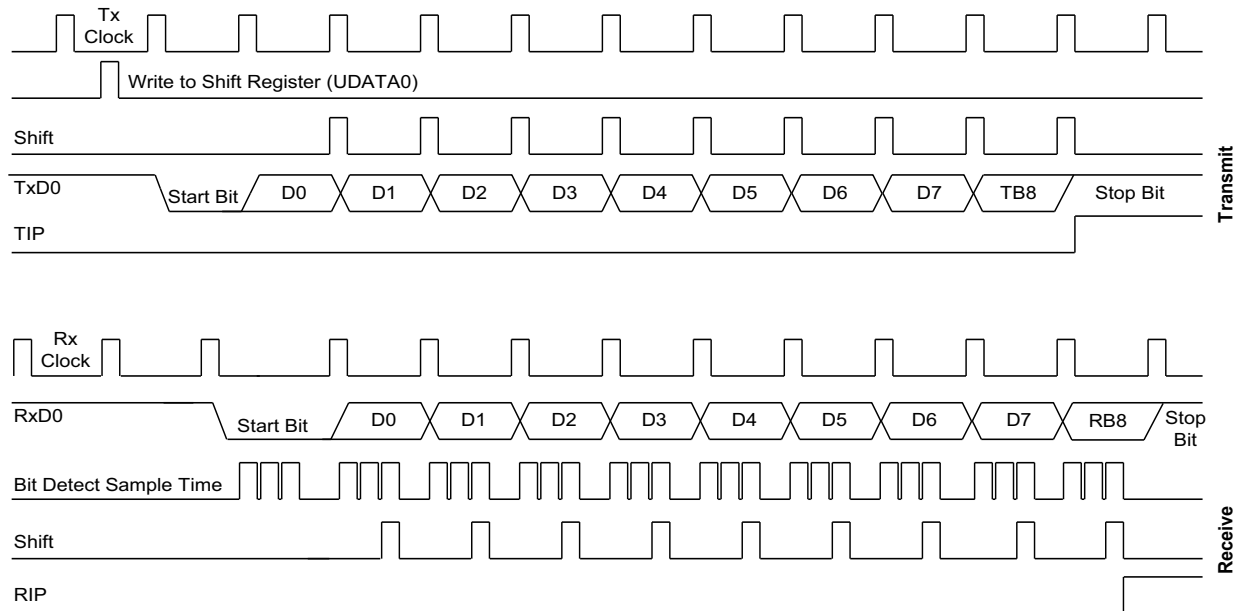 Tx
Clock
Write to Shift Register (UDATA0)
Shift
TxD0 Start Bit D0 D1 D2 D3 D4 D5 D6 D7 TB8 Stop Bit
TIP
Transmit
Rx
Clock
RxD0 Start Bit D0 D1 D2 D3 D4 D5 D6 D7 RB8 Stop
Bit
Bit Detect Sample Time
Shift
RIP
Receive